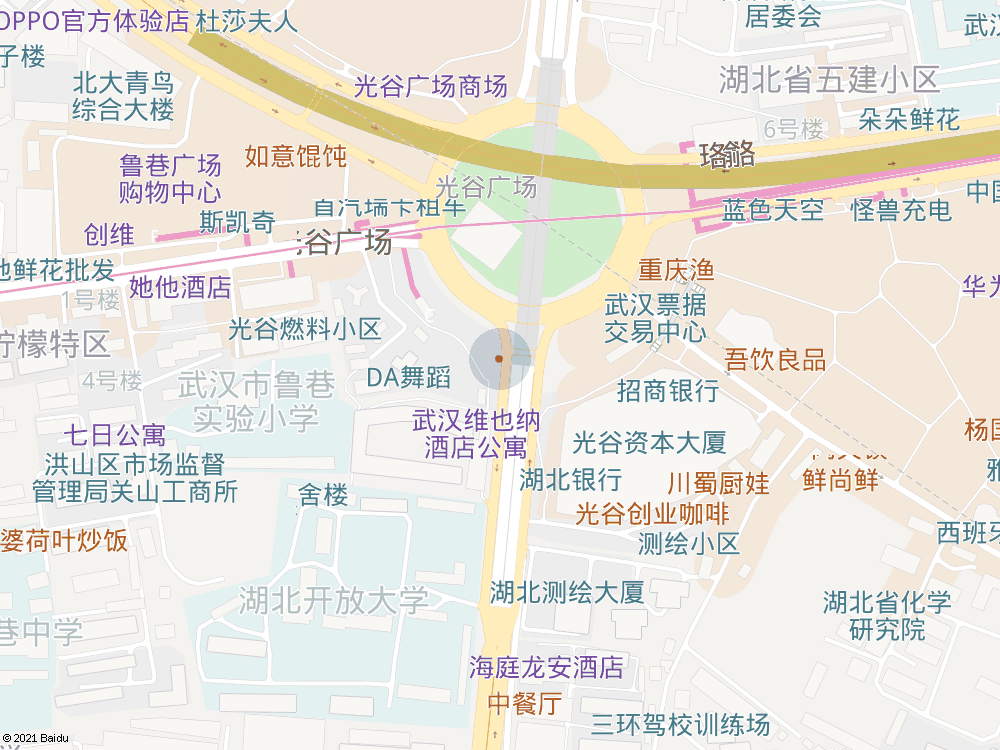 OPPO官方体验店
杜莎夫人
居委会
武汉
子楼
北大青鸟
综合大楼
光谷广场商场
湖北省五建小区
6号楼
朵朵鲜花
鲁巷广场
购物中心
如意馄饨
光谷广场
珞
中国
斯凯奇
创维
谷广场
蓝色天空
怪兽充电
他鲜花批发
1号楼
她他酒店
重庆渔
华光
武汉票据
交易中心
光谷燃料小区
柠檬特区
4号楼
武汉市鲁巷
实验小学
DA舞蹈
吾饮良品
招商银行
武汉维也纳
酒店公寓
七日公寓
光谷资本大厦
杨国
洪山区市场监督
管理局关山工商所
舍楼
湖北银行
川蜀厨娃
鲜尚鲜
雅
光谷创业咖啡
婆荷叶炒饭
测绘小区
西班牙
湖北开放大学
湖北测绘大厦
湖北省化学
研究院
巷中学
海庭龙安酒店
中餐厅
三环驾校训练场
© 2021 Baidu